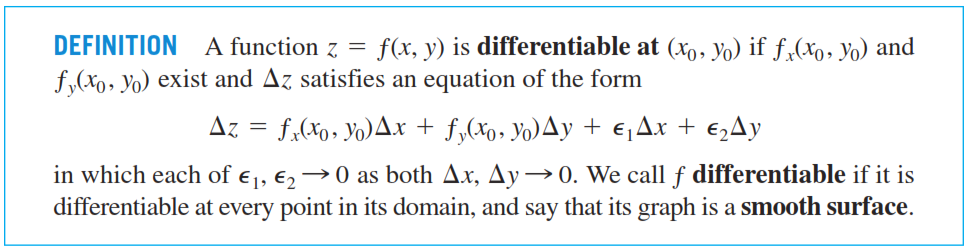 DEFINITION A function z = f(x, y) is differentiable at (x₀, y₀) if fₓ(x₀, y₀) and
f_y(x₀, y₀) exist and Δz satisfies an equation of the form
Δz = fₓ(x₀, y₀)Δx + f_y(x₀, y₀)Δy + ϵ₁Δx + ϵ₂Δy
in which each of ϵ₁, ϵ₂ → 0 as both Δx, Δy → 0. We call f differentiable if it is
differentiable at every point in its domain, and say that its graph is a smooth surface.